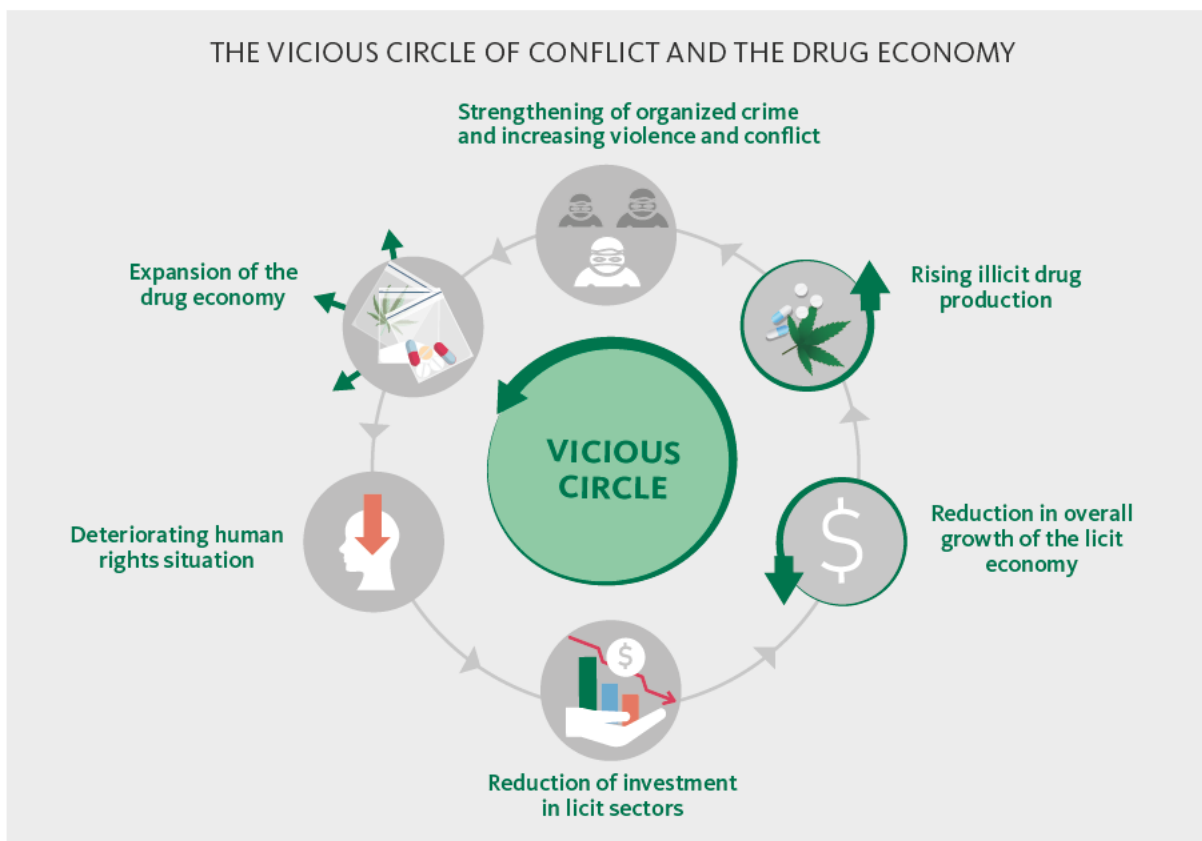 THE VICIOUS CIRCLE OF CONFLICT AND THE DRUG ECONOMY
Strengthening of organized crime
and increasing violence and conflict
Expansion of the
drug economy
Rising illicit drug
production
VICIOUS
CIRCLE
Deteriorating human
rights situation
$
Reduction in overall
growth of the licit
economy
$
Reduction of investment
in licit sectors